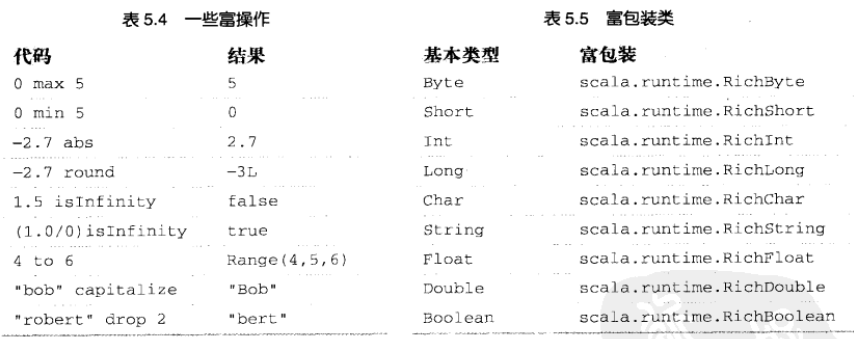 表 5.4 一些富操作
代码 结果
0 max 5 5
0 min 5 0
-2.7 abs 2.7
-2.7 round -3L
1.5 isInfinity false
(1.0/0)isInfinity true
4 to 6 Range(4,5,6)
"bob" capitalize "Bob"
"robert" drop 2 "bert"
表 5.5 富包装类
基本类型 富包装
Byte scala.runtime.RichByte
Short scala.runtime.RichShort
Int scala.runtime.RichInt
Long scala.runtime.RichLong
Char scala.runtime.RichChar
String scala.runtime.RichString
Float scala.runtime.RichFloat
Double scala.runtime.RichDouble
Boolean scala.runtime.RichBoolean